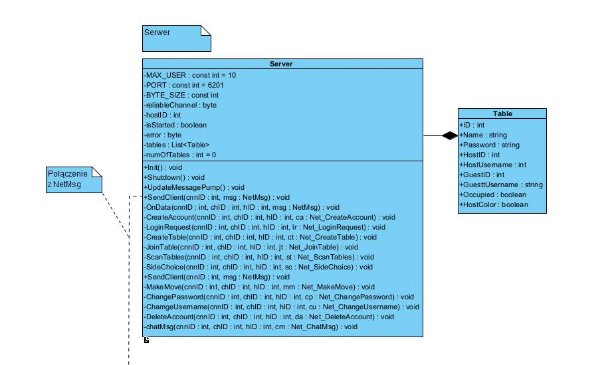 Serwer
Server
-MAX_USER : const int = 10
-PORT : const int = 6201
-BYTE_SIZE : const int
-reliableChannel : byte
-hostID : int
-isStarted : boolean
-error : byte
-tables : List<Table>
-numOfTables : int = 0
+Init() : void
+Shutdown() : void
+UpdateMessagePump() : void
+SendClient(cnnID : int, msg : NetMsg) : void
-OnData(cnnID : int, chID : int, hID : int, msg : NetMsg) : void
-CreateAccount(cnnID : int, chID : int, hID : int, ca : Net_CreateAccount) : void
-LoginRequest(cnnID : int, chID : int, hID : int, lr : Net_LoginRequest) : void
-CreateTable(cnnID : int, chID : int, hID : int, ct : Net_CreateTable) : void
-JoinTable(cnnID : int, chID : int, hID : int, jt : Net_JoinTable) : void
-ScanTables(cnnID : int, chID : int, hID : int, st : Net_ScanTables) : void
-SideChoice(cnnID : int, chID : int, hID : int, sc : Net_SideChoice) : void
+SendClient(cnnID : int, msg : NetMsg) : void
-MakeMove(cnnID : int, chID : int, hID : int, mm : Net_MakeMove) : void
-ChangePassword(cnnID : int, chID : int, hID : int, cp : Net_ChangePassword) : void
-ChamgeUsername(cnnID : int, chID : int, hID : int, cu : Net_ChangeUsername) : void
-DeleteAccount(cnnID : int, chID : int, hID : int, da : Net_DeleteAccount) : void
-chatMsg(cnnID : int, chID : int, hID : int, cm : Net_ChatMsg) : void
Table
+ID : int
+Name : string
+Password : string
+HostID : int
+HostUsername : int
+GuestID : int
+GuesttUsername : string
+Occupied : boolean
+HostColor : boolean
Połączenie
z NetMsg